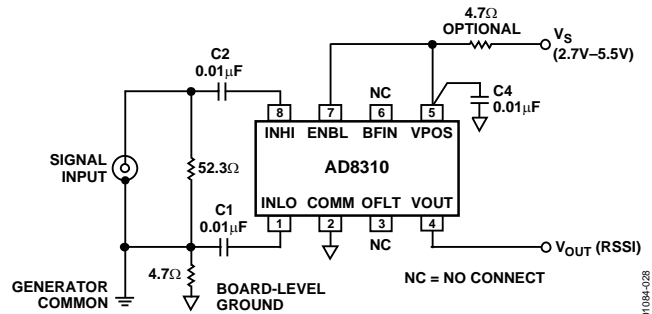 4.7Ω
OPTIONAL
VS
(2.7V–5.5V)
C2
0.01μF
NC
C4
0.01μF
8
7
6
5
INHI
ENBL
BFIN
VPOS
SIGNAL
INPUT
52.3Ω
AD8310
C1
0.01μF
INLO
COMM
OFLT
VOUT
1
2
3
4
NC
VOUT (RSSI)
4.7Ω
GENERATOR
COMMON
BOARD-LEVEL
GROUND
NC = NO CONNECT
01084-028